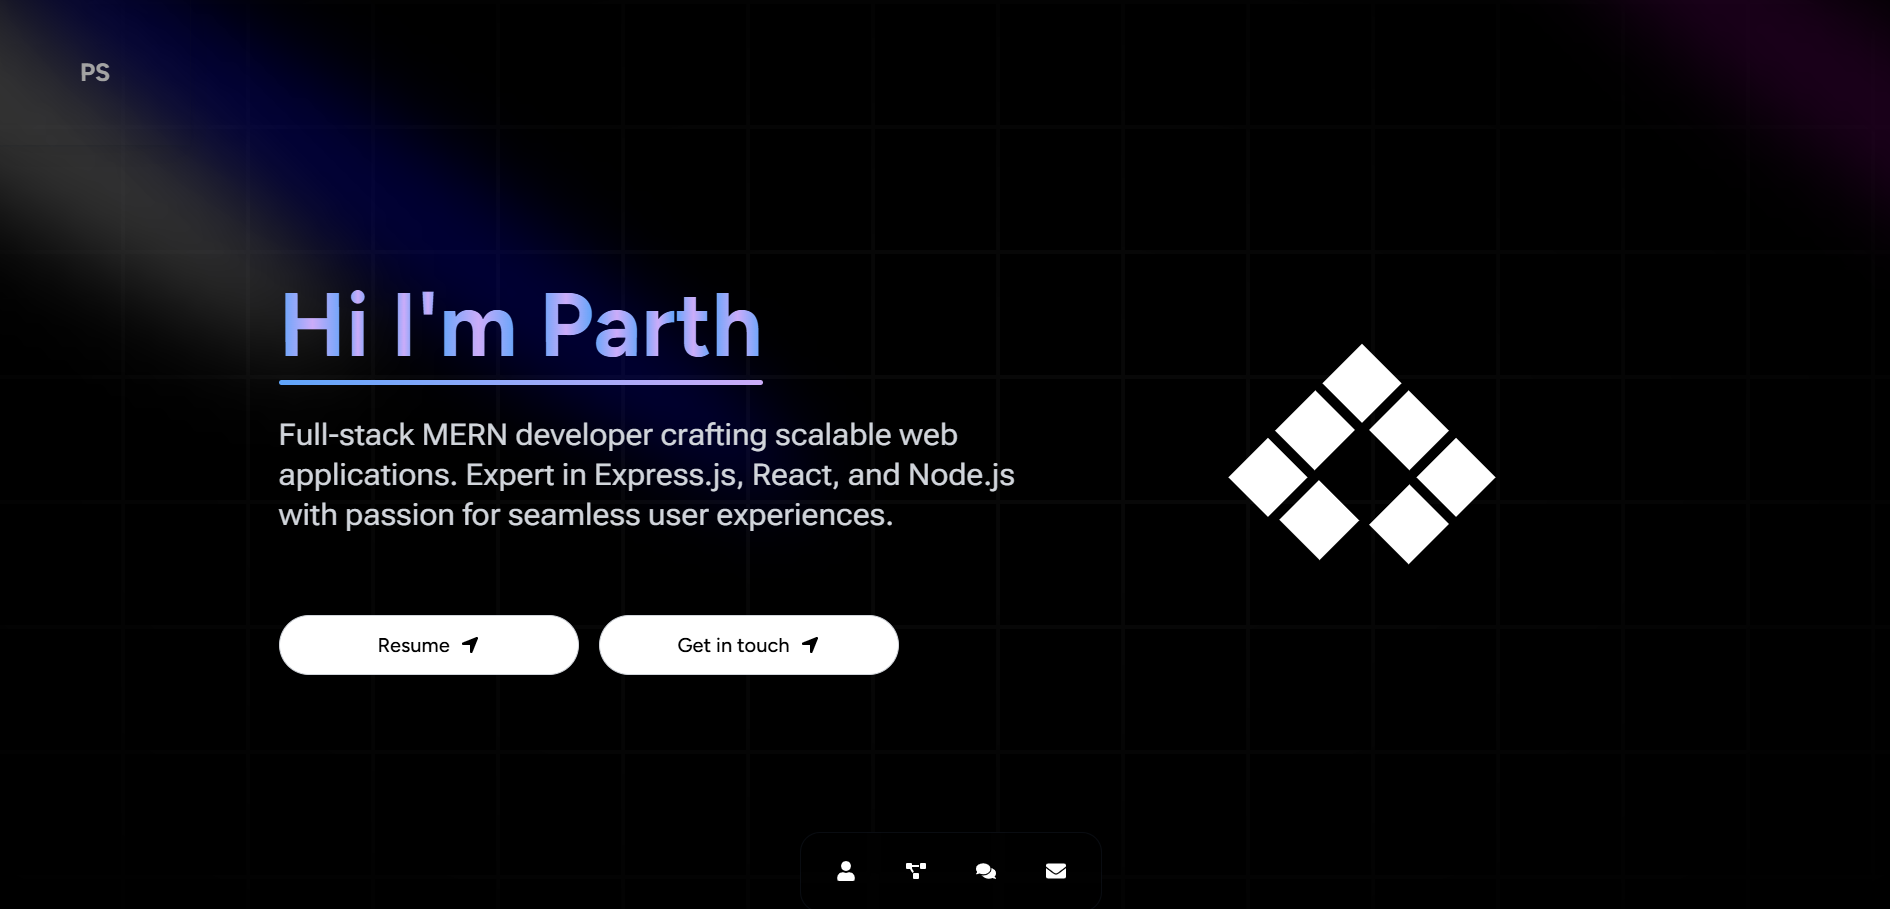 PS
Hi I'm Parth
Full-stack MERN developer crafting scalable web
applications. Expert in Express.js, React, and Node.js
with passion for seamless user experiences.
Resume
Get in touch